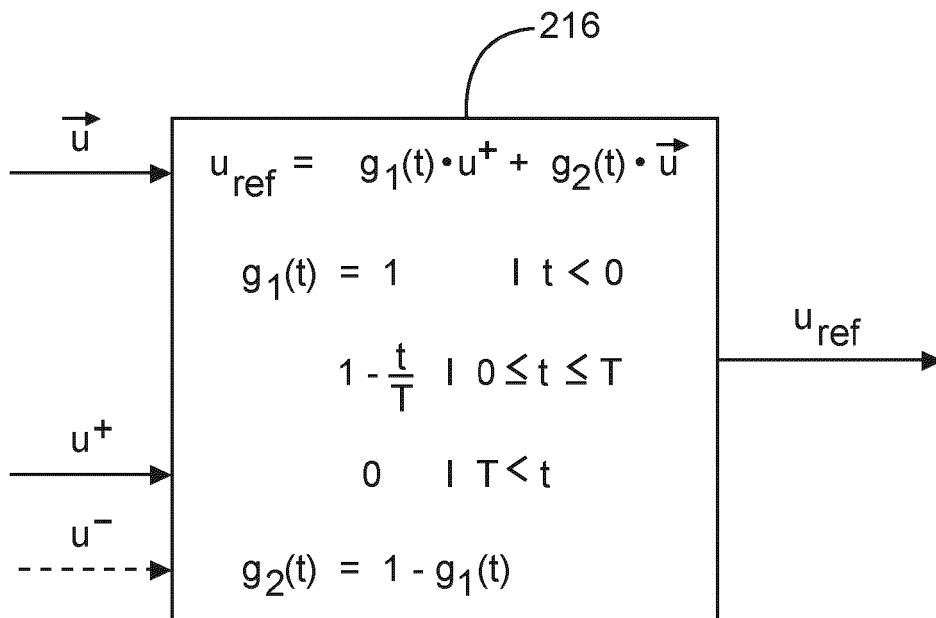 216
u⃗
u_ref = g₁(t)•u⁺ + g₂(t)•u⃗
g₁(t) = 1 | t < 0
u_ref
1 - t/T | 0 ≤ t ≤ T
u⁺
0 | T < t
u⁻
g₂(t) = 1 - g₁(t)